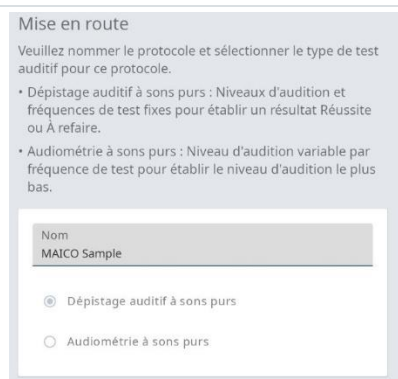 Mise en route
Veuillez nommer le protocole et sélectionner le type de test
auditif pour ce protocole.
• Dépistage auditif à sons purs : Niveaux d'audition et
fréquences de test fixes pour établir un résultat Réussite
ou À refaire.
• Audiométrie à sons purs : Niveau d'audition variable par
fréquence de test pour établir le niveau d'audition le plus
bas.
Nom
MAICO Sample
Dépistage auditif à sons purs
Audiométrie à sons purs